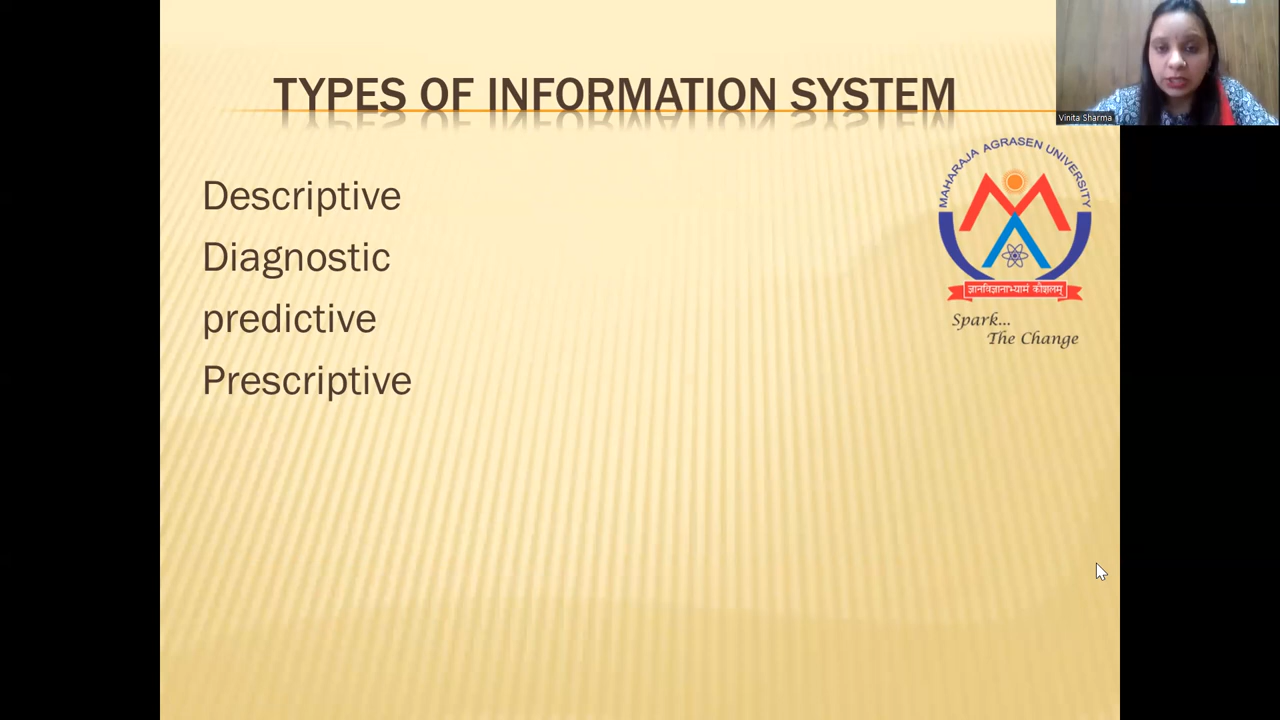 TYPES OF INFORMATION SYSTEM
Vinita Sharma
Descriptive
Diagnostic
predictive
Prescriptive
MAHARAJA AGRASEN UNIVERSITY
ज्ञानविज्ञानाभ्यामं कौशलम्
Spark...
The Change